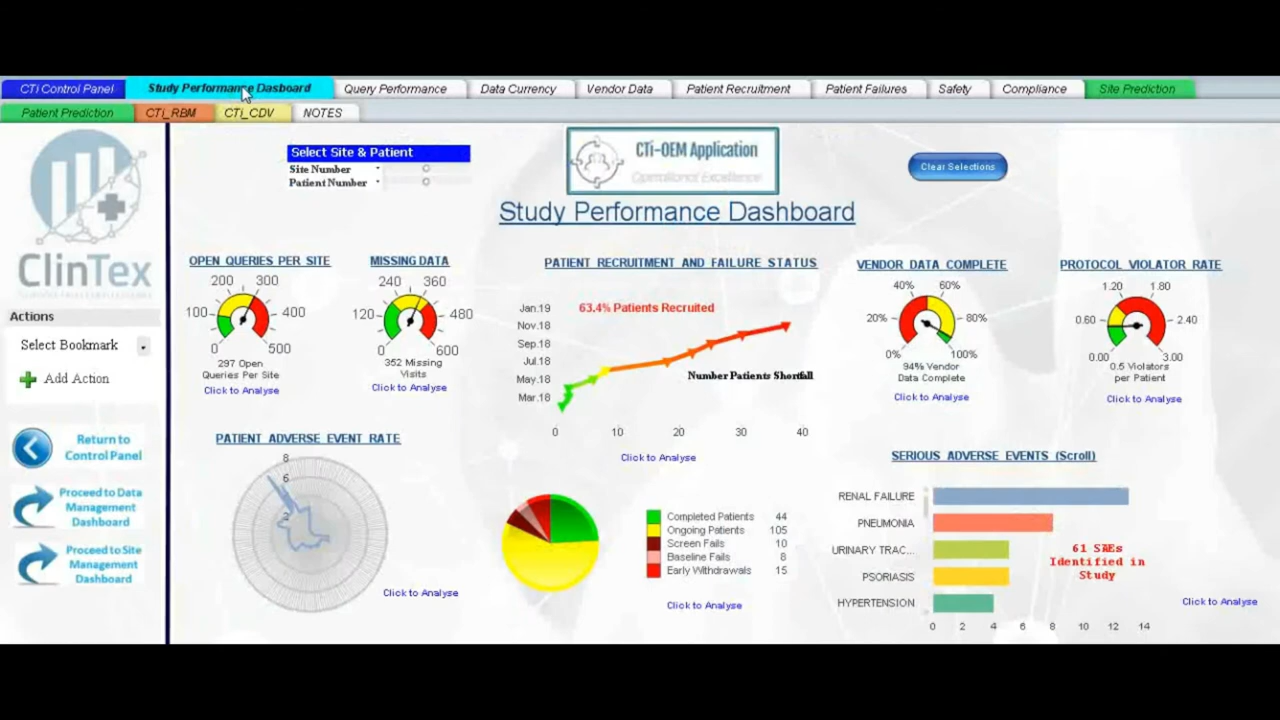 CTi Control Panel
Study Performance Dasboard
Query Performance
Data Currency
Vendor Data
Patient Recruitment
Patient Failures
Safety
Compliance
Site Prediction
Patient Prediction
CTi_RBM
CTi_CDV
NOTES
ClinTex
Actions
Select Bookmark
Add Action
Return to
Control Panel
Proceed to Data
Management
Dashboard
Proceed to Site
Management
Dashboard
Select Site & Patient
Site Number
Patient Number
CTi-OEM Application
Operational Excellence
Clear Selections
Study Performance Dashboard
OPEN QUERIES PER SITE
0
100
200
300
400
500
297 Open
Queries Per Site
Click to Analyse
MISSING DATA
0
120
240
360
480
600
352 Missing
Visits
Click to Analyse
PATIENT RECRUITMENT AND FAILURE STATUS
63.4% Patients Recruited
Jan.19
Nov.18
Sep.18
Jul.18
May.18
Mar.18
Number Patients Shortfall
0 10 20 30 40
Click to Analyse
VENDOR DATA COMPLETE
0%
20%
40%
60%
80%
100%
94% Vendor
Data Complete
Click to Analyse
PROTOCOL VIOLATOR RATE
0.00
0.60
1.20
1.80
2.40
3.00
0.5 Violators
per Patient
Click to Analyse
PATIENT ADVERSE EVENT RATE
8
6
2
Click to Analyse
Completed Patients 44
Ongoing Patients 105
Screen Fails 10
Baseline Fails 8
Early Withdrawals 15
Click to Analyse
SERIOUS ADVERSE EVENTS (Scroll)
RENAL FAILURE
PNEUMONIA
URINARY TRAC...
PSORIASIS
HYPERTENSION
0 2 4 6 8 10 12 14
61 SAEs
Identified in
Study
Click to Analyse